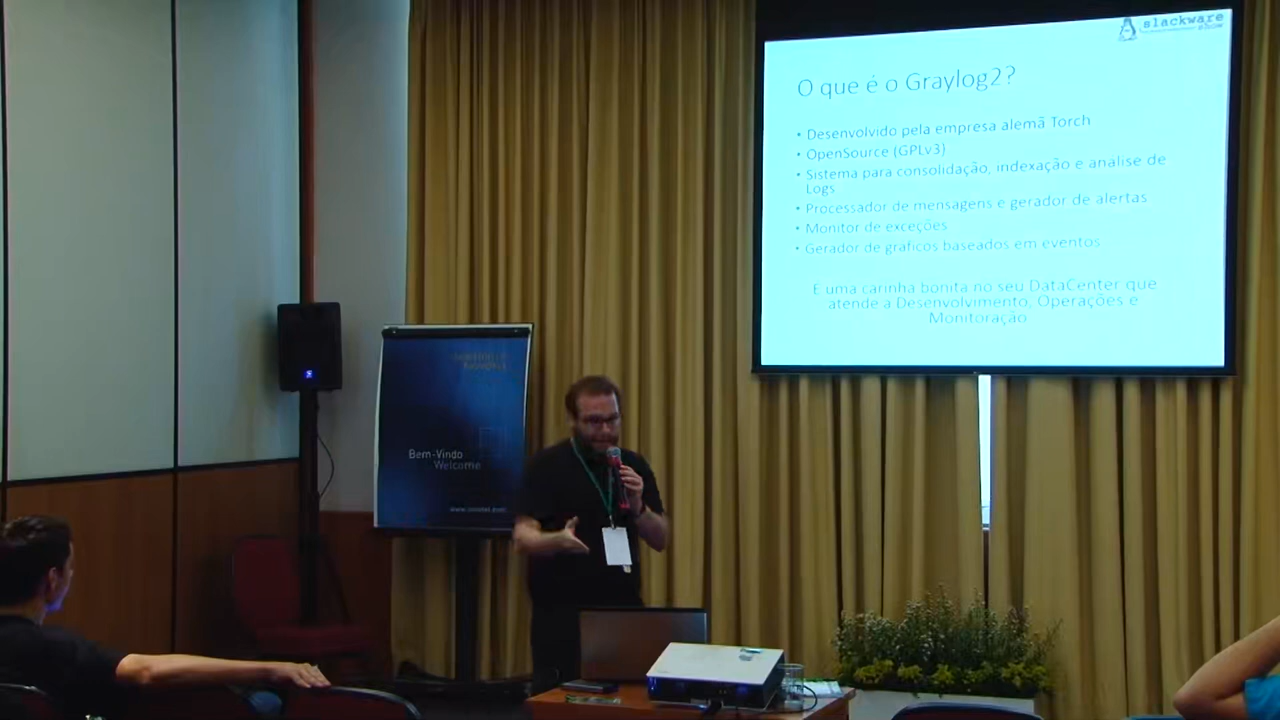 slackware
show
O que é o Graylog2?
• Desenvolvido pela empresa alemã Torch
• OpenSource (GPLv3)
• Sistema para consolidação, indexação e analise de
Logs
• Processador de mensagens e gerador de alertas
• Monitor de exceções
• Gerador de graficos baseados em eventos
E uma carinha bonita no seu DataCenter que
atende a Desenvolvimento, Operações e
Monitoração
Bem-Vindo
Welcome